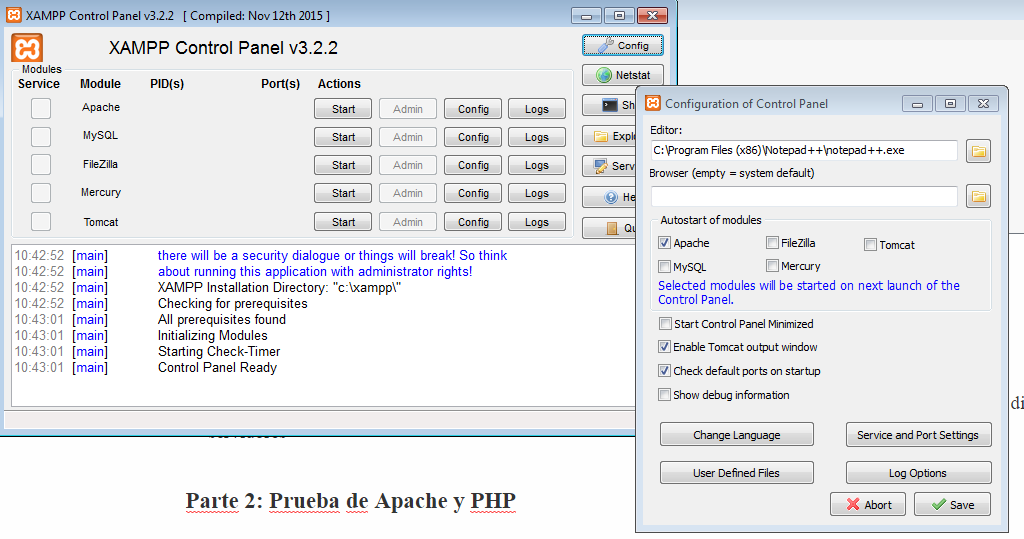 XAMPP Control Panel v3.2.2 [ Compiled: Nov 12th 2015 ]
XAMPP Control Panel v3.2.2
Modules
Service Module PID(s) Port(s) Actions
Apache Start Admin Config Logs
MySQL Start Admin Config Logs
FileZilla Start Admin Config Logs
Mercury Start Admin Config Logs
Tomcat Start Admin Config Logs
Config
Netstat
Sh
Explo
Serv
He
Qu
10:42:52 [main] there will be a security dialogue or things will break! So think
10:42:52 [main] about running this application with administrator rights!
10:42:52 [main] XAMPP Installation Directory: "c:\xampp\"
10:42:52 [main] Checking for prerequisites
10:43:01 [main] All prerequisites found
10:43:01 [main] Initializing Modules
10:43:01 [main] Starting Check-Timer
10:43:01 [main] Control Panel Ready
Configuration of Control Panel
Editor:
C:\Program Files (x86)\Notepad++\notepad++.exe
Browser (empty = system default)
Autostart of modules
Apache FileZilla Tomcat
MySQL Mercury
Selected modules will be started on next launch of the
Control Panel.
Start Control Panel Minimized
Enable Tomcat output window
Check default ports on startup
Show debug information
Change Language Service and Port Settings
User Defined Files Log Options
Abort Save
di
Parte 2: Prueba de Apache y PHP